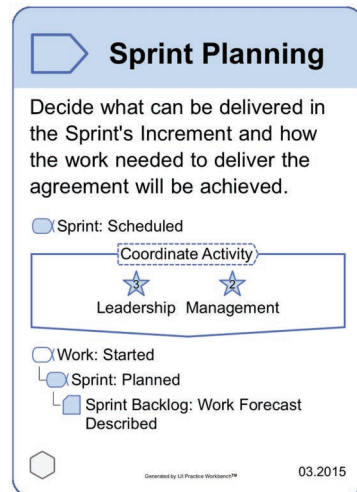 Sprint Planning
Decide what can be delivered in
the Sprint's Increment and how
the work needed to deliver the
agreement will be achieved.
Sprint: Scheduled
Coordinate Activity
3 2
Leadership Management
Work: Started
Sprint: Planned
Sprint Backlog: Work Forecast
Described
Generated by IJI Practice Workbench™
03.2015